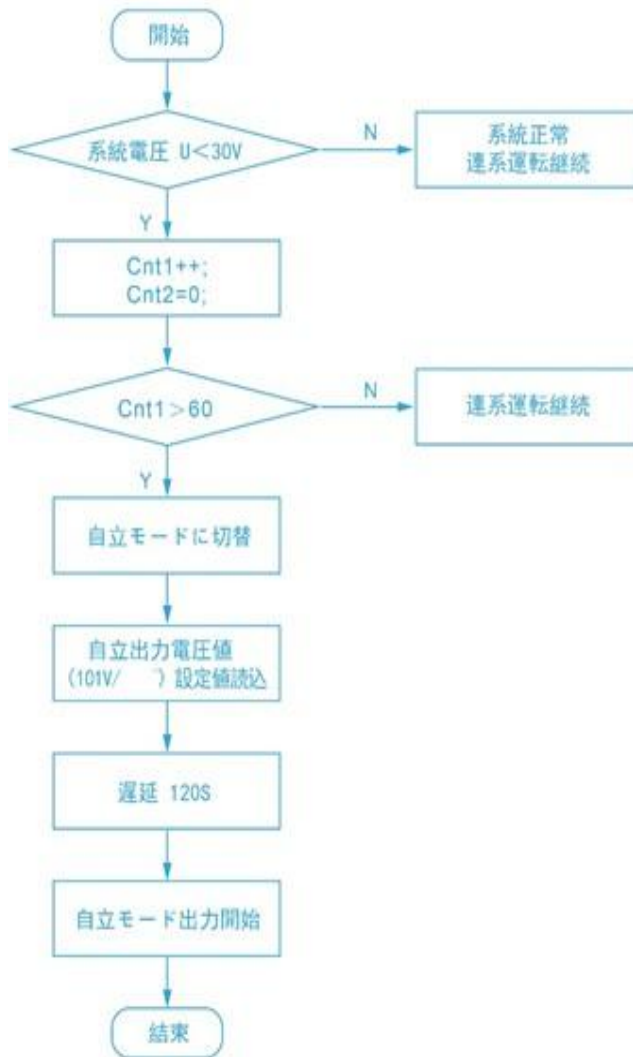 開始
系統電圧 U<30V
N
系統正常
連系運転継続
Y
Cnt1++;
Cnt2=0;
Cnt1>60
N
連系運転継続
Y
自立モードに切替
自立出力電圧値
(101V/ )設定値読込
遅延 120S
自立モード出力開始
結束